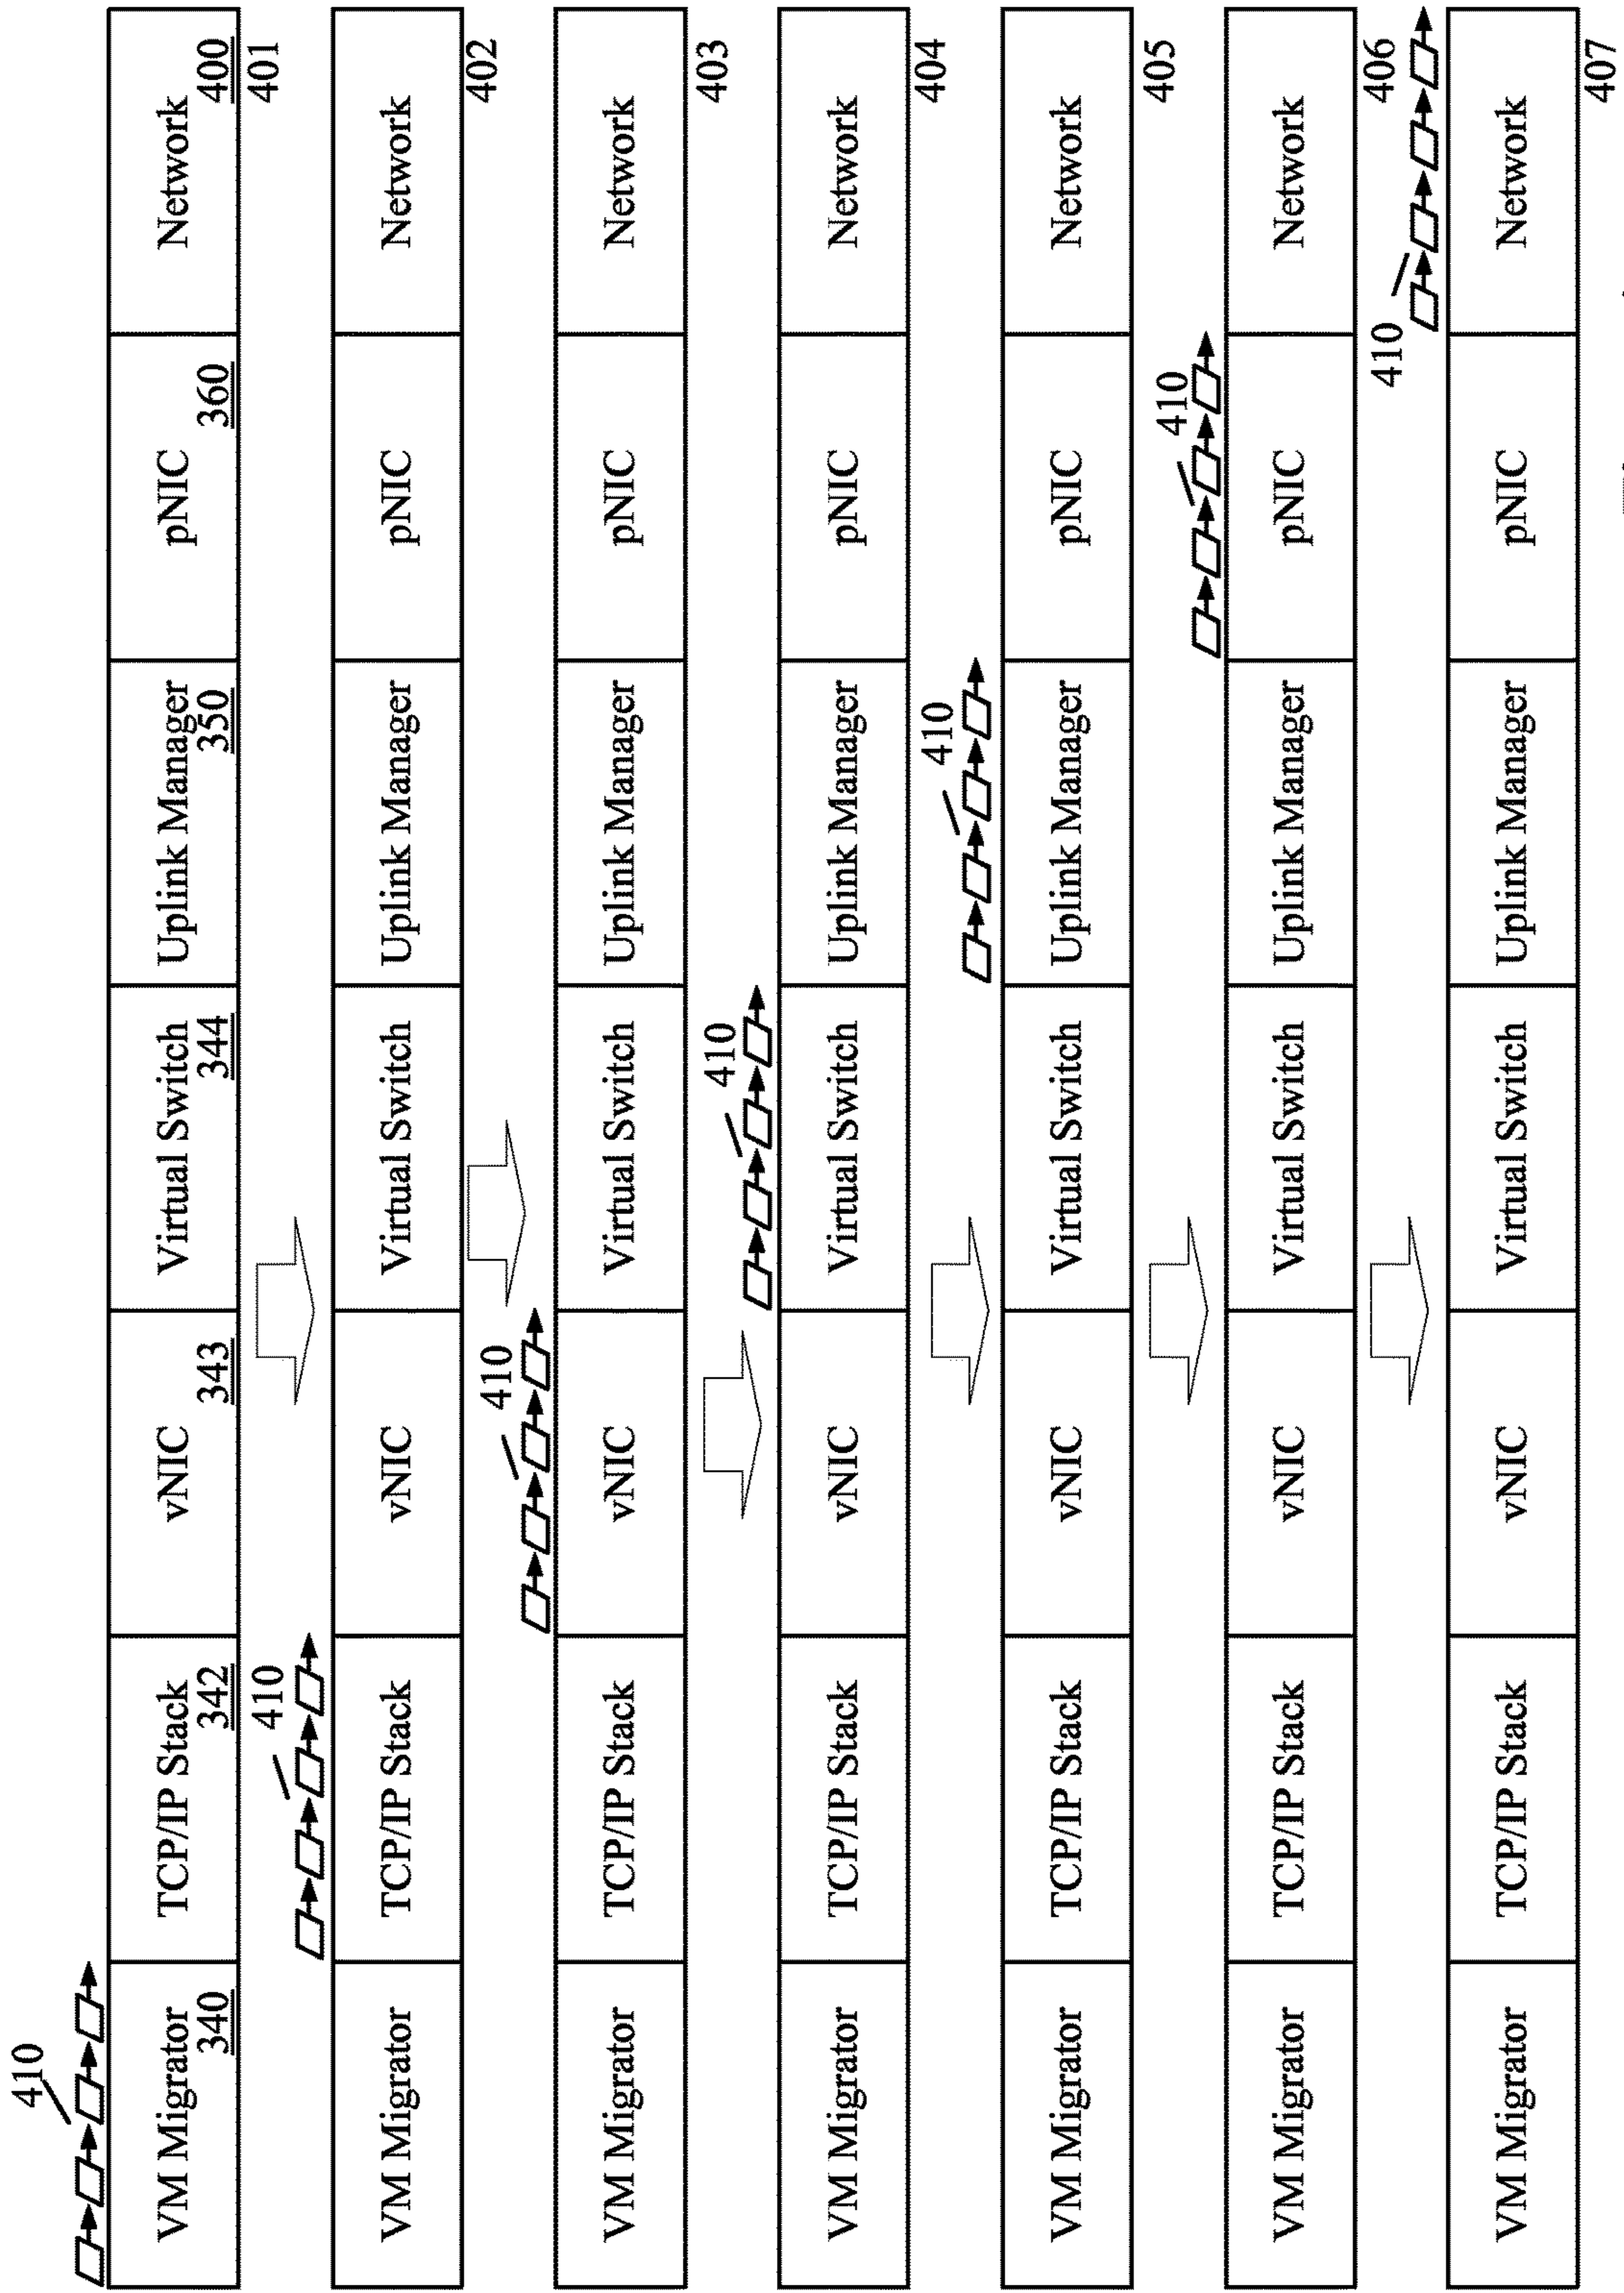 410
VM Migrator TCP/IP Stack vNIC Virtual Switch Uplink Manager pNIC Network
340 342 343 344 350 360 400
410 401
VM Migrator TCP/IP Stack vNIC Virtual Switch Uplink Manager pNIC Network
410 402
VM Migrator TCP/IP Stack vNIC Virtual Switch Uplink Manager pNIC Network
410 403
VM Migrator TCP/IP Stack vNIC Virtual Switch Uplink Manager pNIC Network
410 404
VM Migrator TCP/IP Stack vNIC Virtual Switch Uplink Manager pNIC Network
410 405
VM Migrator TCP/IP Stack vNIC Virtual Switch Uplink Manager pNIC Network
410 406
VM Migrator TCP/IP Stack vNIC Virtual Switch Uplink Manager pNIC Network
407